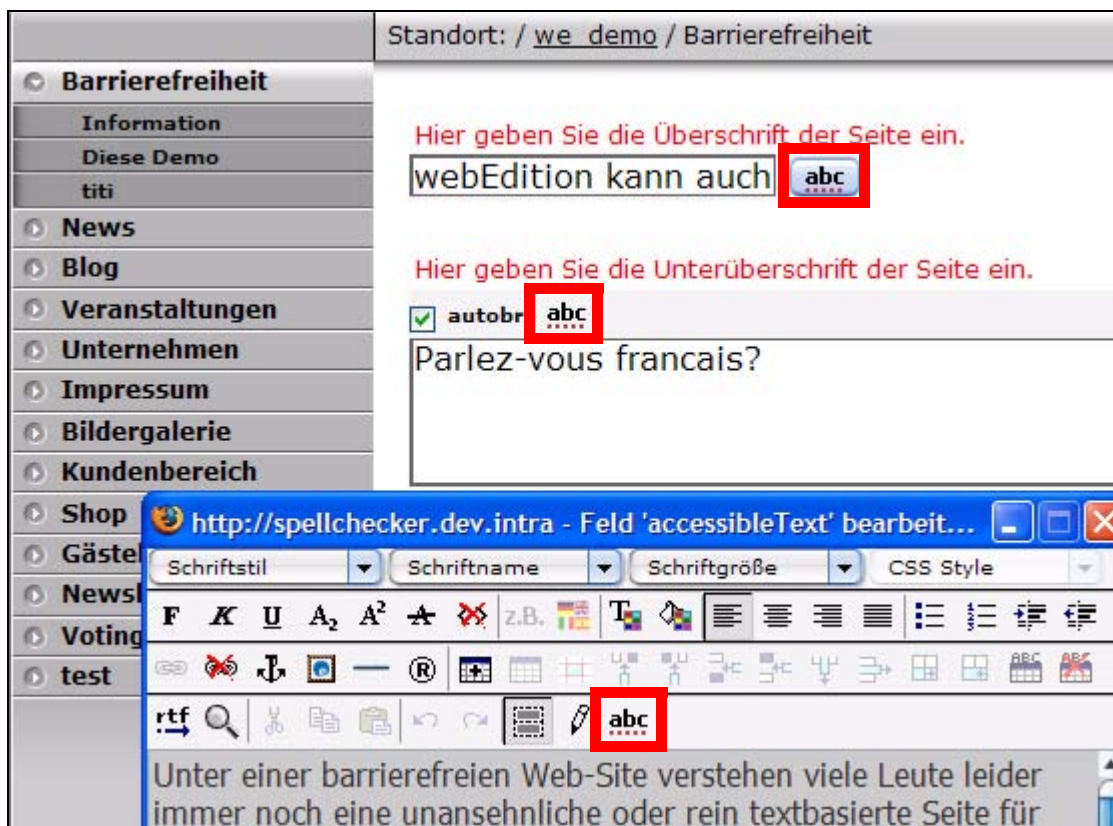 Standort: / we_demo / Barrierefreiheit
Barrierefreiheit
Information
Diese Demo
titi
News
Blog
Veranstaltungen
Unternehmen
Impressum
Bildergalerie
Kundenbereich
Shop
Voting
test
Hier geben Sie die Überschrift der Seite ein.
webEdition kann auch abc
Hier geben Sie die Unterüberschrift der Seite ein.
autobr abc
Parlez-vous francais?
http://spellchecker.dev.intra - Feld 'accessibleText' bearbeit...
Schriftstil Schriftname Schriftgröße CSS Style
F K U A2 A² A z.B. T
® ABC ABC
rtf abc
Unter einer barrierefreien Web-Site verstehen viele Leute leider
immer noch eine unansehnliche oder rein textbasierte Seite für